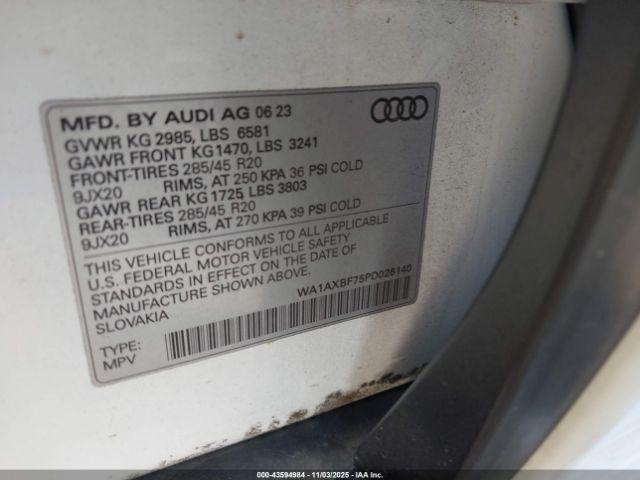 MFD. BY AUDI AG 06 23
GVWR KG 2985, LBS 6581
GAWR FRONT KG1470, LBS 3241
FRONT-TIRES 285/45 R20
9JX20 RIMS, AT 250 KPA 36 PSI COLD
GAWR REAR KG 1725 LBS 3803
REAR-TIRES 285/45 R20
9JX20 RIMS, AT 270 KPA 39 PSI COLD
THIS VEHICLE CONFORMS TO ALL APPLICABLE
U.S. FEDERAL MOTOR VEHICLE SAFETY
STANDARDS IN EFFECT ON THE DATE OF
MANUFACTURE SHOWN ABOVE.
SLOVAKIA
WA1AXBF75PD026140
TYPE:
MPV
000-43594984 - 11/03/2025 - IAA Inc.